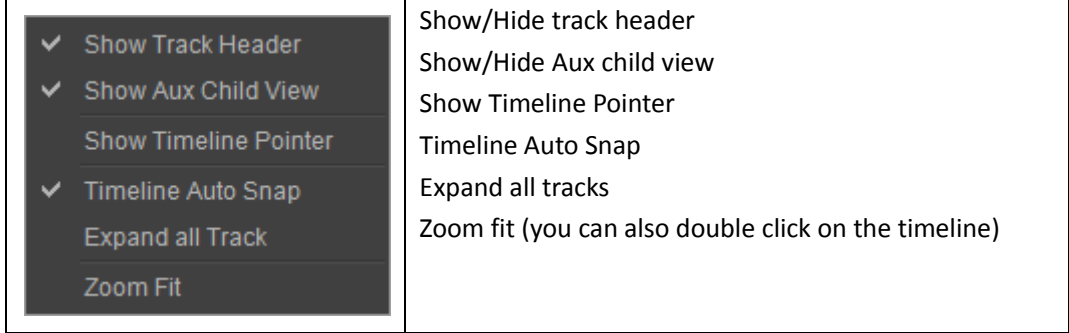 Show Track Header
Show Aux Child View
Show Timeline Pointer
Timeline Auto Snap
Expand all Track
Zoom Fit
Show/Hide track header
Show/Hide Aux child view
Show Timeline Pointer
Timeline Auto Snap
Expand all tracks
Zoom fit (you can also double click on the timeline)